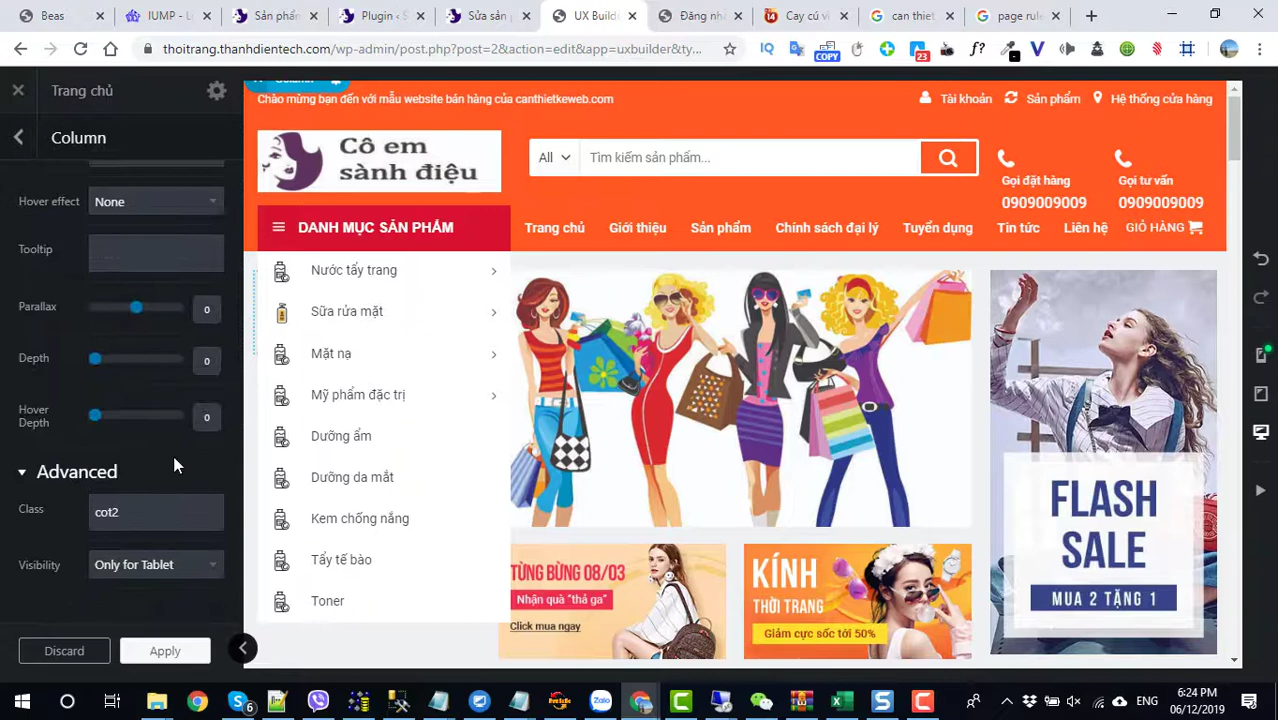 Beas
IUMP - L
Sản phẩn
Plugin < S
Sửa sản p
UX Build
Đăng nh
Cay cú v
can thiet
page rule
thoitrang.thanhdientech.com/wp-admin/post.php?post=2&action=edit&app=uxbuilder&ty...
COPY
23
f?
Trang chủ
Column
Hover effect
None
Tooltip
Parallax
0
Depth
0
Hover Depth
0
Advanced
Class
cot2
Visibility
Only for Tablet
Discard
Apply
Column
Chào mừng bạn đến với mẫu website bán hàng của canthietkeweb.com
Tài khoản
Sản phẩm
Hệ thống cửa hàng
Cô em
sành điệu
All
Tìm kiếm sản phẩm...
Gọi đặt hàng
0909009009
Gọi tư vấn
0909009009
DANH MỤC SẢN PHẨM
Trang chủ
Giới thiệu
Sản phẩm
Chính sách đại lý
Tuyển dụng
Tin tức
Liên hệ
GIỎ HÀNG
Nước tẩy trang
Sữa rửa mặt
Mặt nạ
Mỹ phẩm đặc trị
Dưỡng ẩm
Dưỡng da mắt
Kem chống nắng
Tẩy tế bào
Toner
TỪNG BỪNG 08/03
Nhận quà "thả ga"
Click mua ngay
KÍNH
THỜI TRANG
Giảm cực sốc tới 50%
FLASH
SALE
MUA 2 TẶNG 1
6
Zalo
ENG
6:24 PM
06/12/2019
1